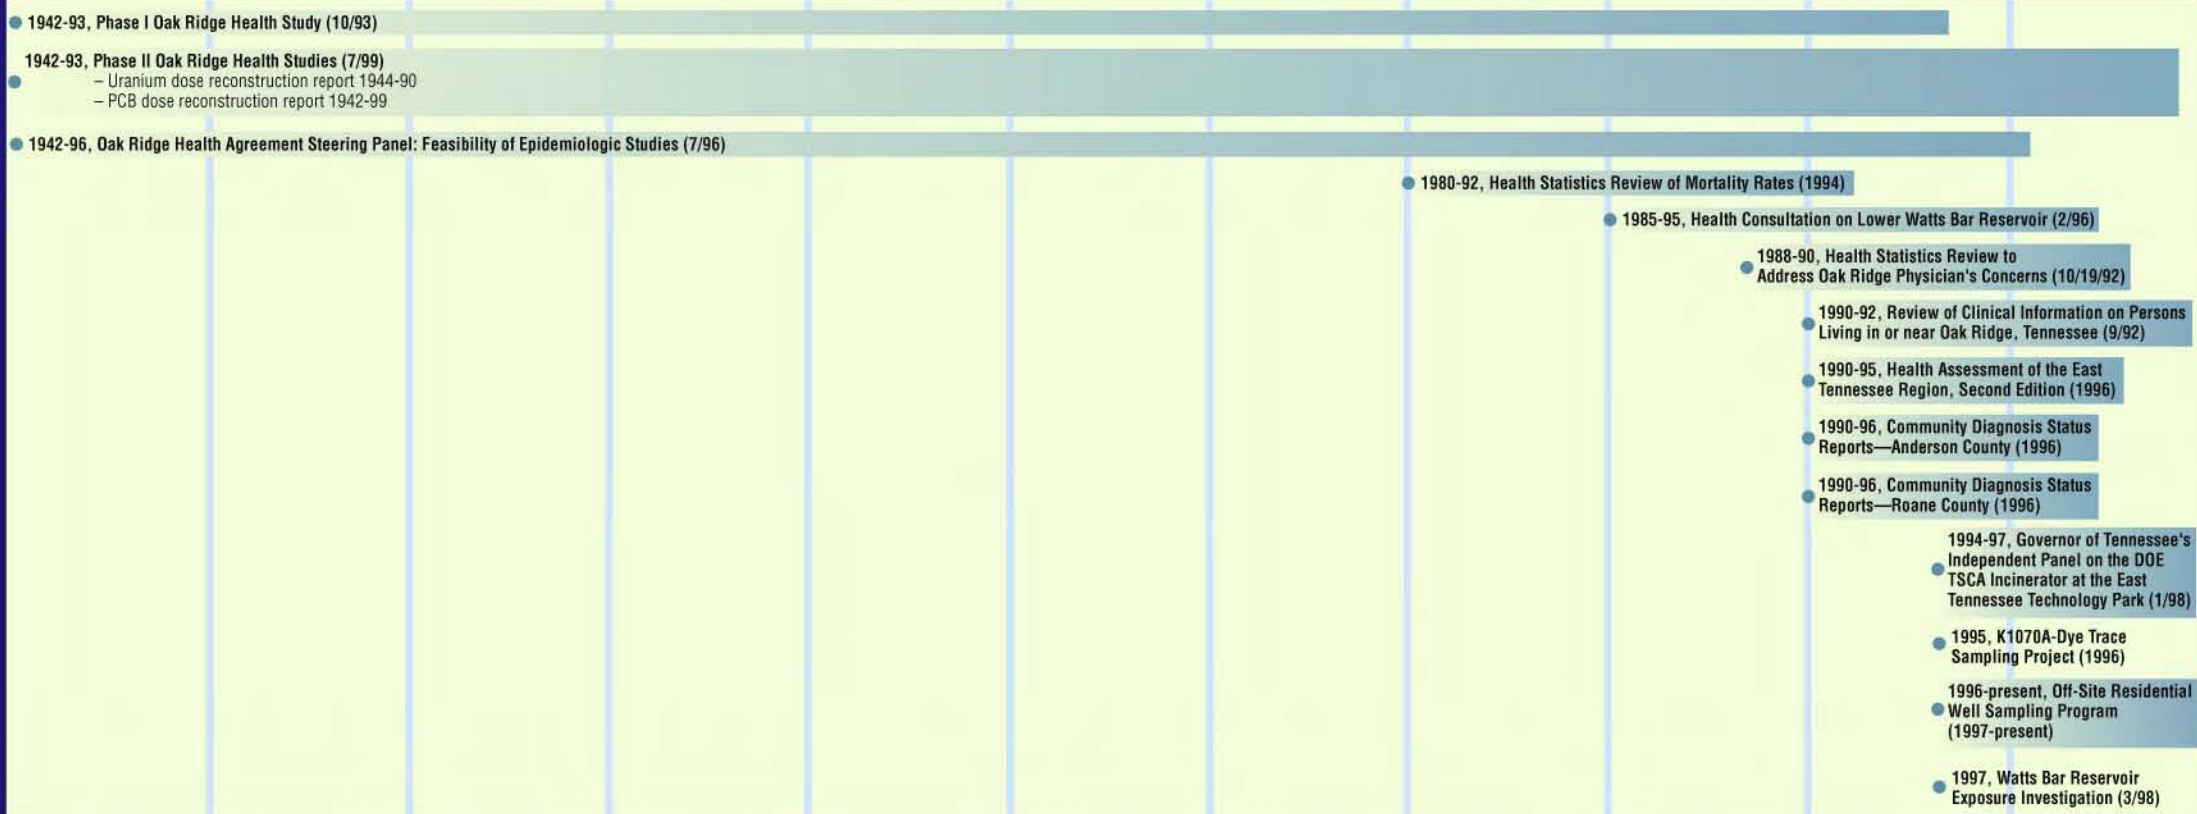 1942-93, Phase I Oak Ridge Health Study (10/93)
1942-93, Phase II Oak Ridge Health Studies (7/99)
– Uranium dose reconstruction report 1944-90
– PCB dose reconstruction report 1942-99
1942-96, Oak Ridge Health Agreement Steering Panel: Feasibility of Epidemiologic Studies (7/96)
1980-92, Health Statistics Review of Mortality Rates (1994)
1985-95, Health Consultation on Lower Watts Bar Reservoir (2/96)
1988-90, Health Statistics Review to
Address Oak Ridge Physician's Concerns (10/19/92)
1990-92, Review of Clinical Information on Persons
Living in or near Oak Ridge, Tennessee (9/92)
1990-95, Health Assessment of the East
Tennessee Region, Second Edition (1996)
1990-96, Community Diagnosis Status
Reports—Anderson County (1996)
1990-96, Community Diagnosis Status
Reports—Roane County (1996)
1994-97, Governor of Tennessee's
Independent Panel on the DOE
TSCA Incinerator at the East
Tennessee Technology Park (1/98)
1995, K1070A-Dye Trace
Sampling Project (1996)
1996-present, Off-Site Residential
Well Sampling Program
(1997-present)
1997, Watts Bar Reservoir
Exposure Investigation (3/98)